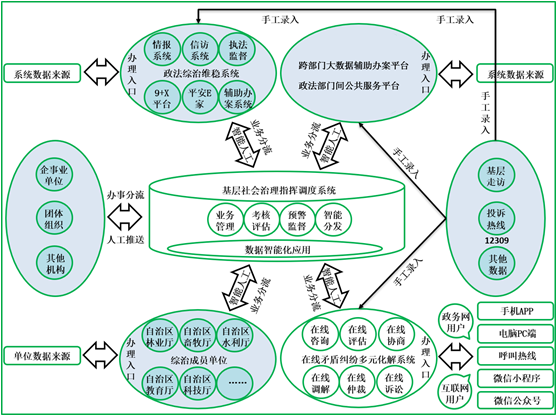 手工录入
手工录入
办理入口
情报
系统
信访
系统
执法
监督
政法综治维稳系统
9+X
平台
平安E
家
辅助办
案系统
跨部门大数据辅助办案平台
政法部门间公共服务平台
办理入口
系统数据来源
系统数据来源
手工录入
智能人工
业务分流
业务分流
智能人工
手工录入
企事业
单位
团体
组织
其他
机构
办事分流
人工推送
基层社会治理指挥调度系统
业务
管理
考核
评估
预警
监督
智能
分发
数据智能化应用
基层
走访
投诉
热线
12309
其他
数据
智能人工
业务分流
智能人工
业务分流
手工录入
单位数据来源
办理入口
自治区
林业厅
自治区
畜牧厅
自治区
水利厅
综治成员单位
自治区
教育厅
自治区
科技厅
……
在线
咨询
在线
评估
在线
协商
在线矛盾纠纷多元化解系统
在线
调解
在线
仲裁
在线
诉讼
办理入口
政务网
用户
互联网
用户
手机APP
电脑PC端
呼叫热线
微信小程序
微信公众号